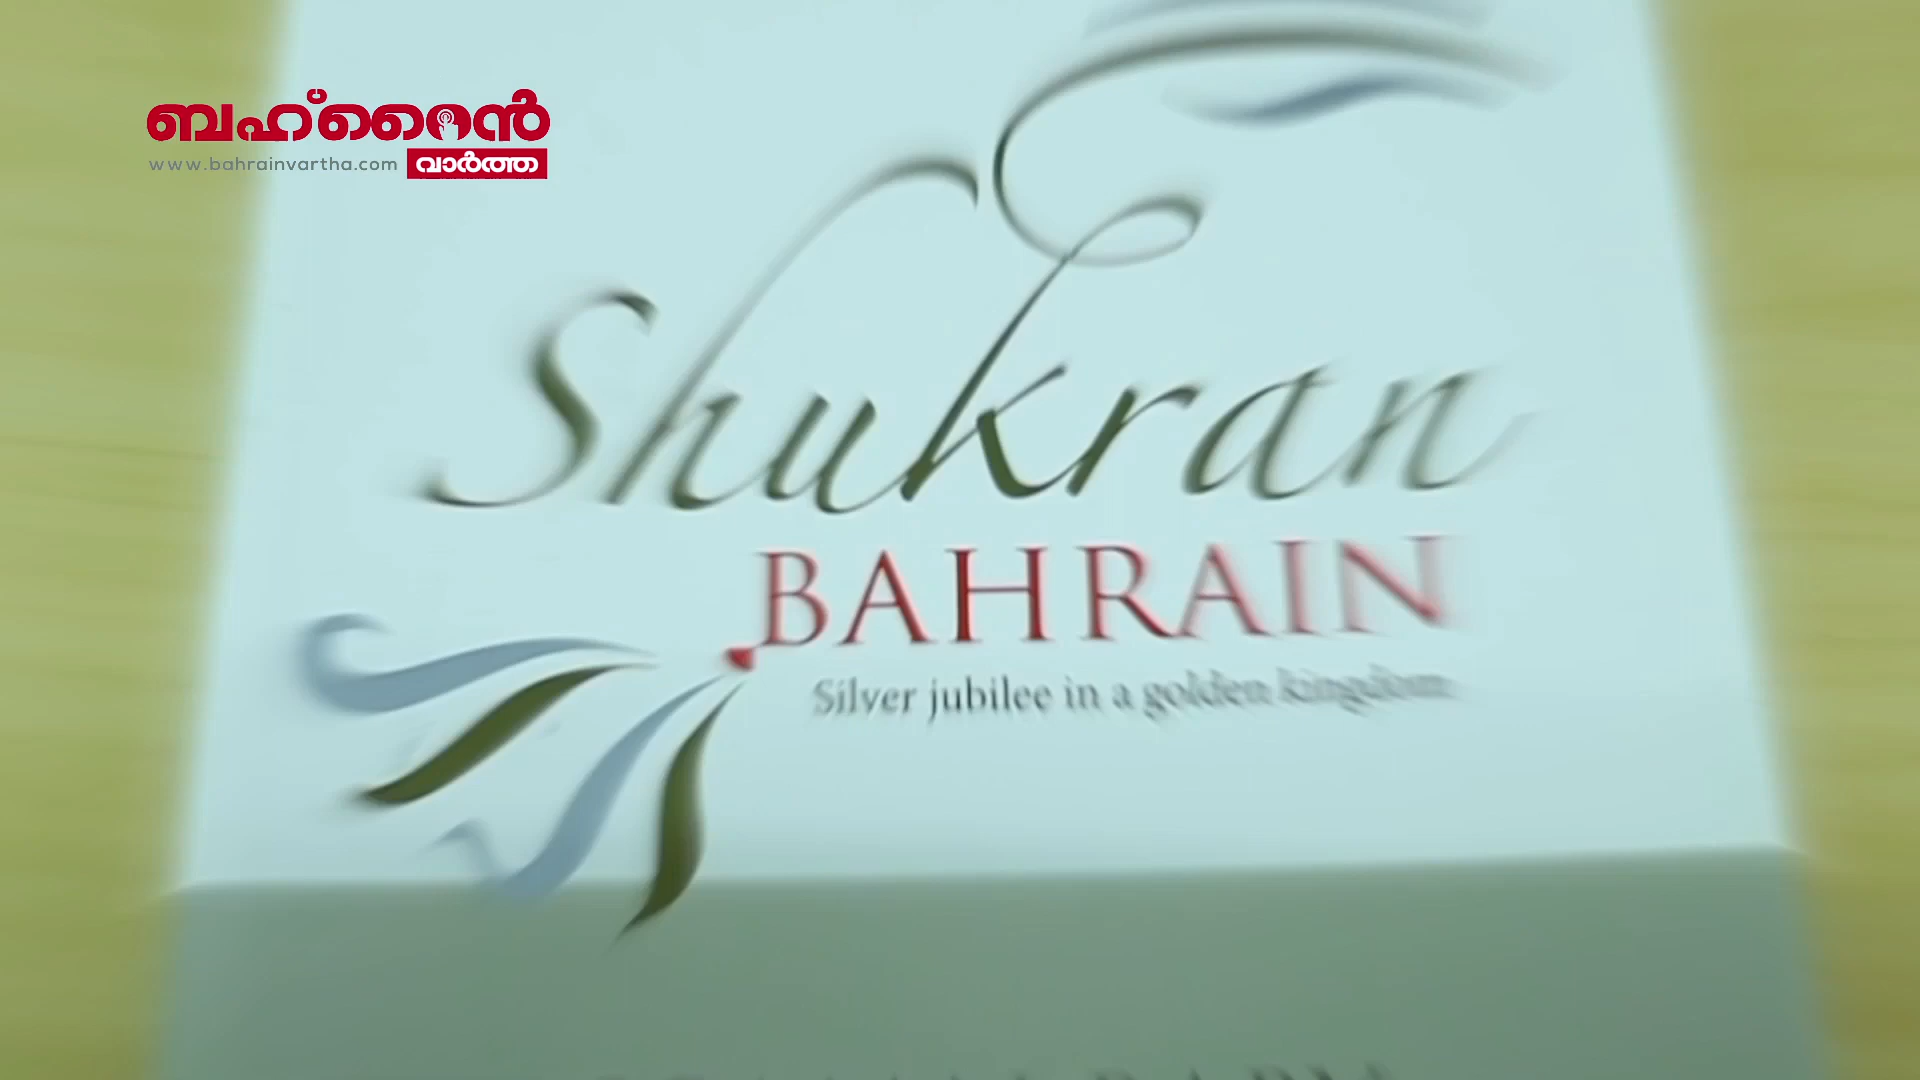 ബഹ്റൈൻ
www.bahrainvartha.com വാർത്ത
Shukran
BAHRAIN
Silver jubilee in a golden kingdom